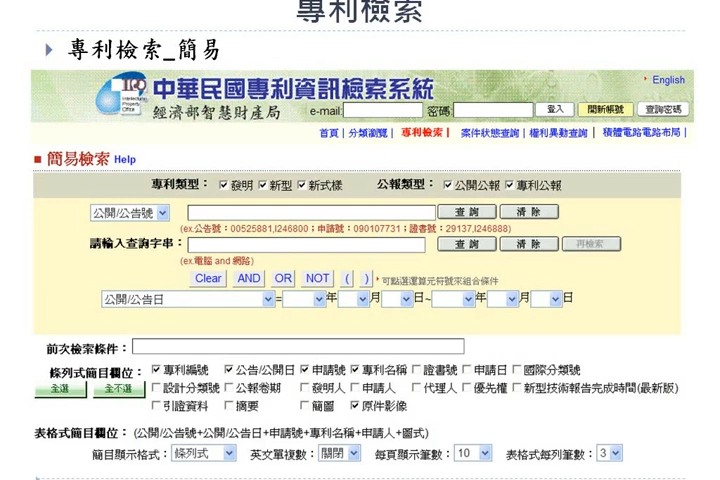 專利檢索
專利檢索_簡易
中華民國專利資訊檢索系統
English
經濟部智慧財產局 e-mail: 密碼: 登入 開新帳號 查詢密碼
首頁 | 分類瀏覽 | 專利檢索 | 案件狀態查詢 | 權利異動查詢 | 積體電路電路布局 |
簡易檢索 Help
專利類型： 發明 新型 新式樣 公報類型： 公開公報 專利公報
公開/公告號 查詢 清除
(ex.公告號：00525881,I246800；申請號：090107731；證書號：29137,I246888)
請輸入查詢字串： 查詢 清除 再檢索
(ex.電腦 and 網路)
Clear AND OR NOT ( ) 可點選運算元符號來組合條件
公開/公告日 = 年 月 日~ 年 月 日
前次檢索條件：
條列式簡目欄位： 專利編號 公告/公開日 申請號 專利名稱 證書號 申請日 國際分類號
全選 全不選 設計分類號 公報卷期 發明人 申請人 代理人 優先權 新型技術報告完成時間(最新版)
引證資料 摘要 簡圖 原件影像
表格式簡目欄位： (公開/公告號+公開/公告日+申請號+專利名稱+申請人+圖式)
簡目顯示格式： 條列式 英文單複數： 關閉 每頁顯示筆數： 10 表格式每列筆數： 3